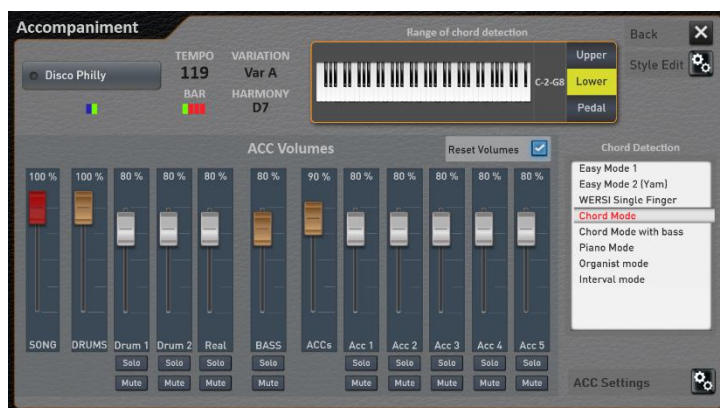 Accompaniment
Range of chord detection
Back
TEMPO VARIATION
119 Var A
Disco Philly
BAR HARMONY
D7
C-2-G8
Upper
Lower
Pedal
Style Edit
ACC Volumes
Reset Volumes
Chord Detection
100 % 100 % 80 % 80 % 80 % 80 % 90 % 80 % 80 % 80 % 80 % 80 %
Easy Mode 1
Easy Mode 2 (Yam)
WERSI Single Finger
Chord Mode
Chord Mode with bass
Piano Mode
Organist mode
Interval mode
SONG DRUMS Drum 1 Drum 2 Real BASS ACCs Acc 1 Acc 2 Acc 3 Acc 4 Acc 5
Solo Solo Solo Solo Solo Solo Solo Solo Solo
Mute Mute Mute Mute Mute Mute Mute Mute Mute
ACC Settings